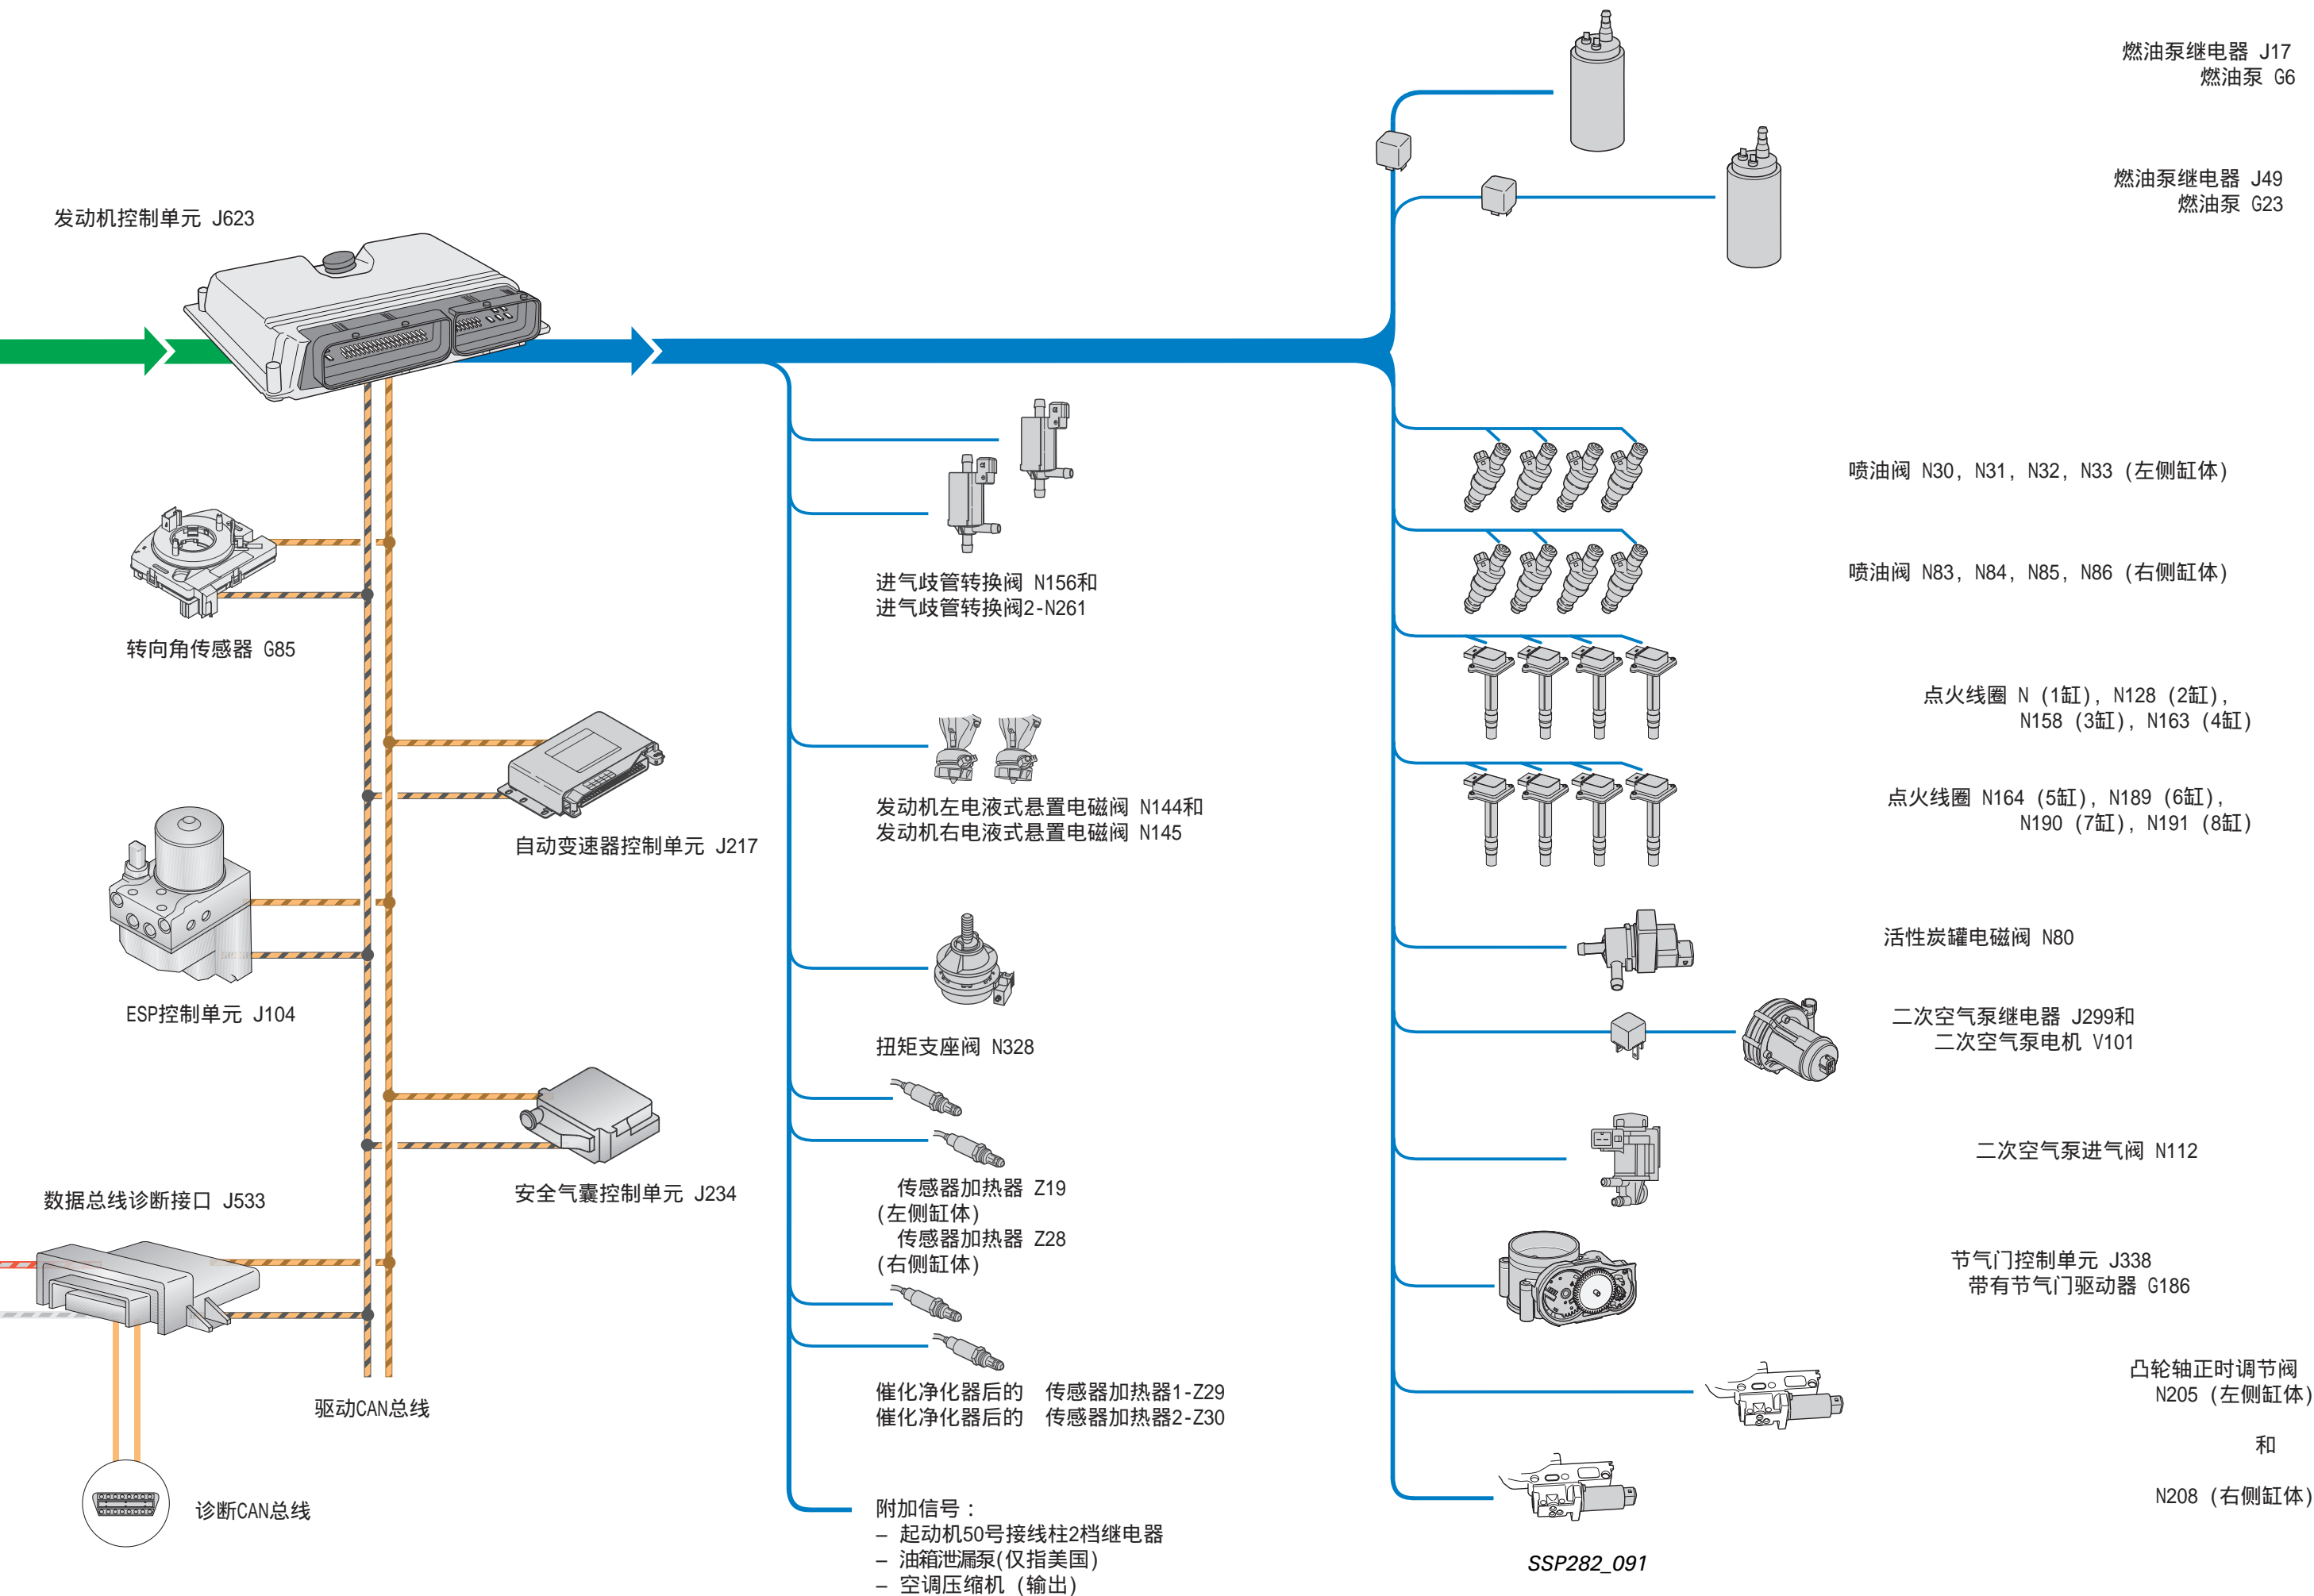 燃油泵继电器 J17
燃油泵 G6
燃油泵继电器 J49
燃油泵 G23
发动机控制单元 J623
喷油阀 N30, N31, N32, N33 (左侧缸体)
喷油阀 N83, N84, N85, N86 (右侧缸体)
进气歧管转换阀 N156和
进气歧管转换阀2-N261
转向角传感器 G85
点火线圈 N (1缸), N128 (2缸),
N158 (3缸), N163 (4缸)
点火线圈 N164 (5缸), N189 (6缸),
N190 (7缸), N191 (8缸)
发动机左电液式悬置电磁阀 N144和
发动机右电液式悬置电磁阀 N145
自动变速器控制单元 J217
活性炭罐电磁阀 N80
ESP控制单元 J104
二次空气泵继电器 J299和
二次空气泵电机 V101
扭矩支座阀 N328
二次空气泵进气阀 N112
传感器加热器 Z19
(左侧缸体)
传感器加热器 Z28
(右侧缸体)
安全气囊控制单元 J234
数据总线诊断接口 J533
节气门控制单元 J338
带有节气门驱动器 G186
催化净化器后的 传感器加热器1-Z29
催化净化器后的 传感器加热器2-Z30
驱动CAN总线
凸轮轴正时调节阀
N205 (左侧缸体)
和
N208 (右侧缸体)
诊断CAN总线
附加信号：
– 起动机50号接线柱2档继电器
– 油箱泄漏泵(仅指美国)
– 空调压缩机 (输出)
SSP282_091